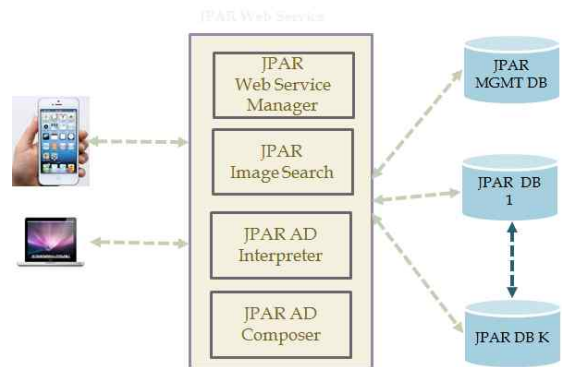 JPAR Web Service
JPAR
Web Service
Manager
JPAR
Image Search
JPAR AD
Interpreter
JPAR AD
Composer
JPAR
MGMT DB
JPAR DB
1
JPAR DB K